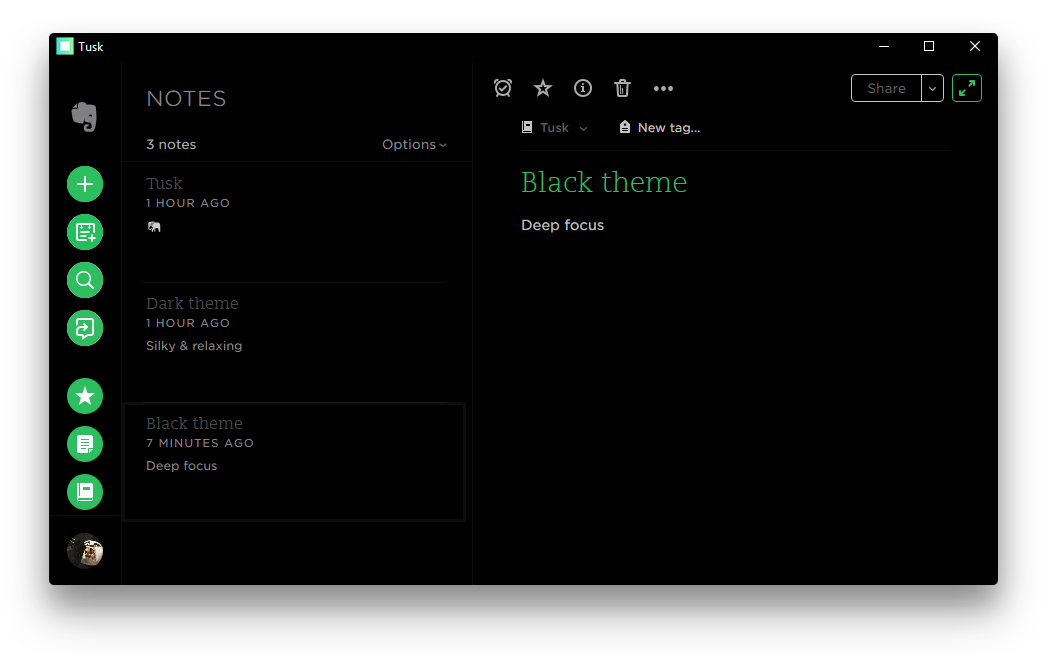 Tusk
NOTES
3 notes
Options
Tusk
1 HOUR AGO
Dark theme
1 HOUR AGO
Silky & relaxing
Black theme
7 MINUTES AGO
Deep focus
Share
Tusk
New tag...
Black theme
Deep focus